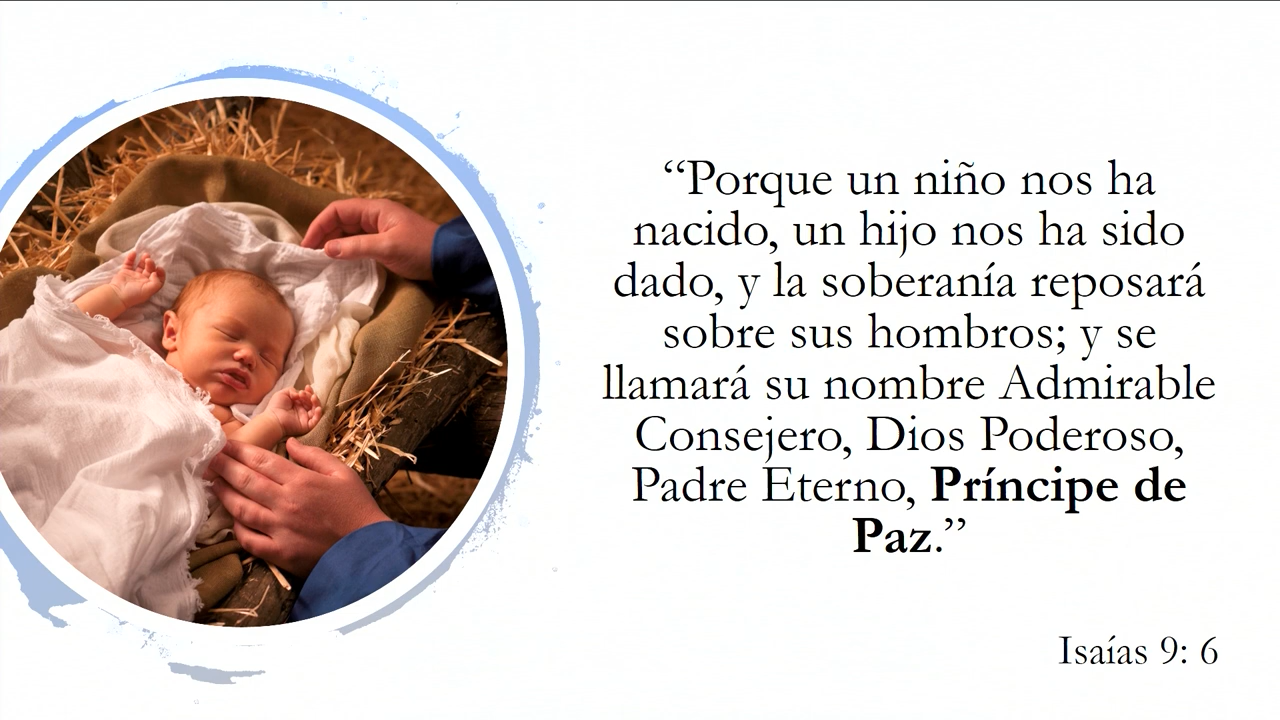 “Porque un niño nos ha
nacido, un hijo nos ha sido
dado, y la soberanía reposará
sobre sus hombros; y se
llamará su nombre Admirable
Consejero, Dios Poderoso,
Padre Eterno, Príncipe de
Paz.”
Isaías 9: 6